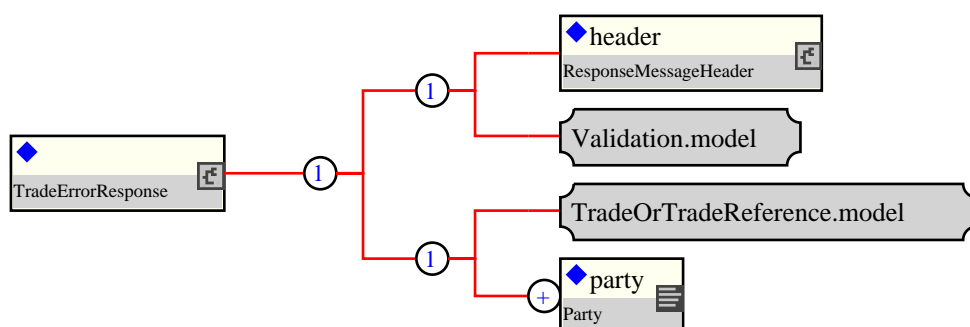 header
ResponseMessageHeader
1
Validation.model
TradeErrorResponse
1
TradeOrTradeReference.model
1
party
+
Party